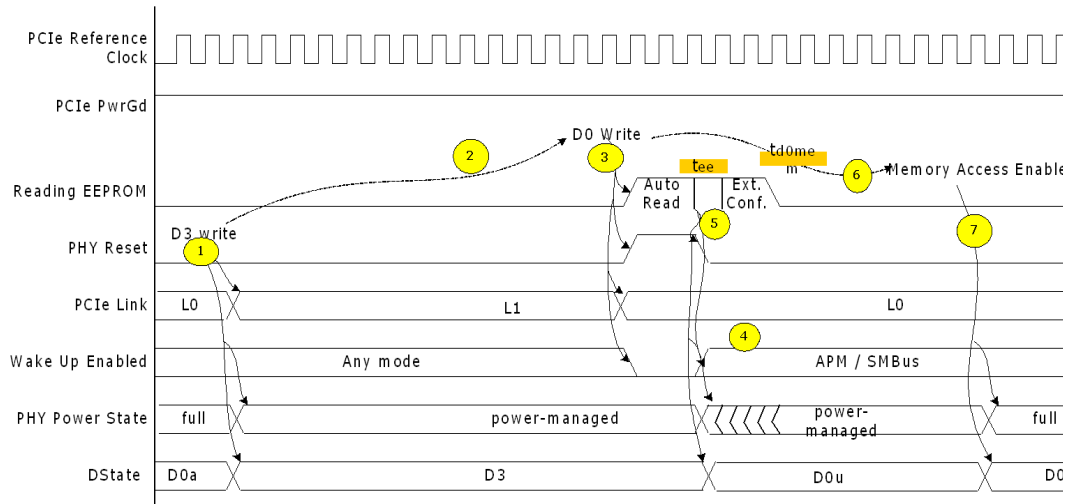 PCIe Reference
Clock
PCIe PwrGd
D0 Write
2
3
tee
td0me
m
6
Memory Access Enable
Reading EEPROM
Auto
Read
Ext.
Conf.
5
7
D3 write
1
PHY Reset
PCIe Link
L0
L1
L0
4
Wake Up Enabled
Any mode
APM / SMBus
PHY Power State
full
power-managed
power-
managed
full
DState
D0a
D3
D0u
D0